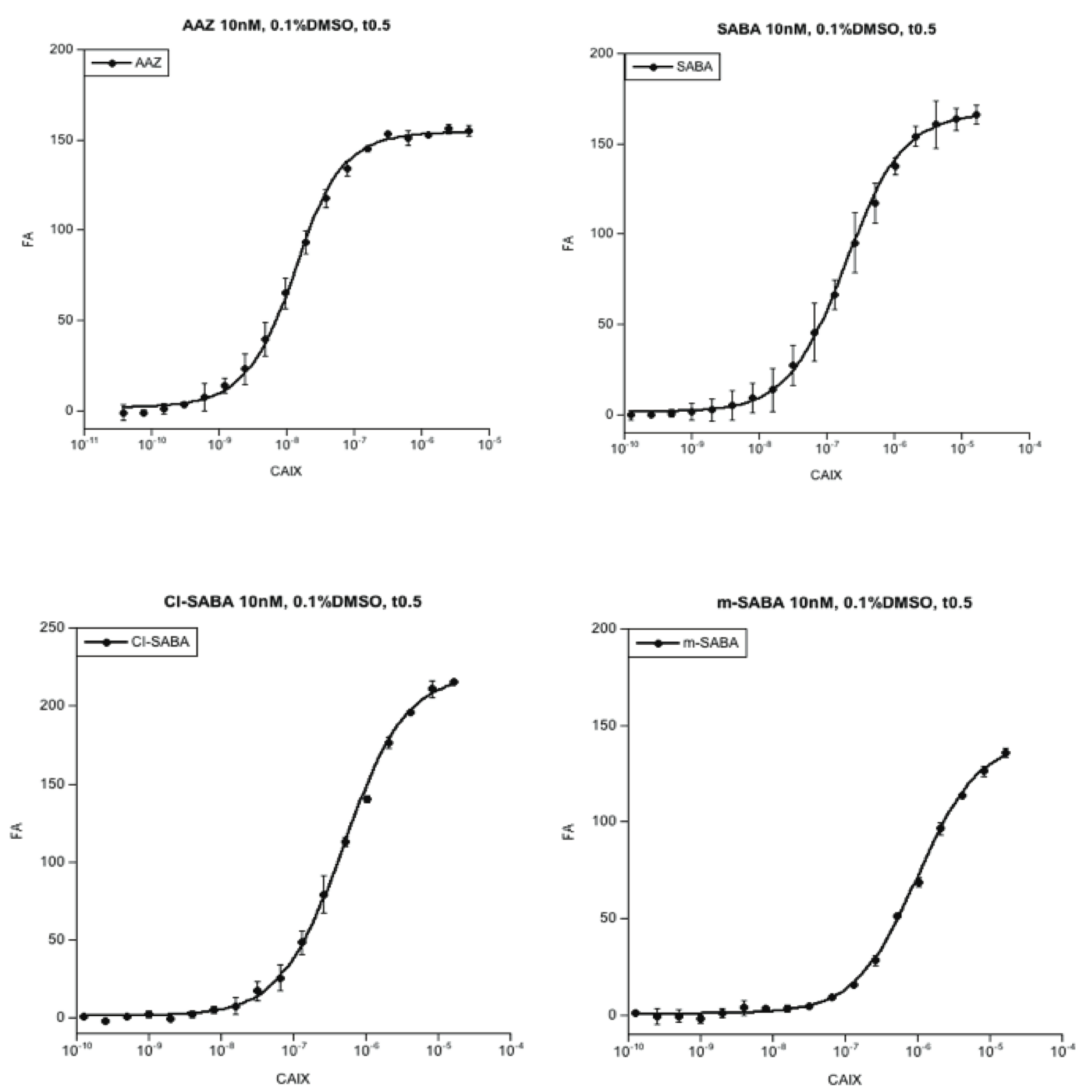 AAZ 10nM, 0.1%DMSO, t0.5
AAZ
200
150
100
50
0
FA
10-11 10-10 10-9 10-8 10-7 10-6 10-5
CAIX
SABA 10nM, 0.1%DMSO, t0.5
SABA
200
150
100
50
0
FA
10-10 10-9 10-8 10-7 10-6 10-5 10-4
CAIX
Cl-SABA 10nM, 0.1%DMSO, t0.5
Cl-SABA
250
200
150
100
50
0
FA
10-10 10-9 10-8 10-7 10-6 10-5 10-4
CAIX
m-SABA 10nM, 0.1%DMSO, t0.5
m-SABA
200
150
100
50
0
FA
10-10 10-9 10-8 10-7 10-6 10-5 10-4
CAIX